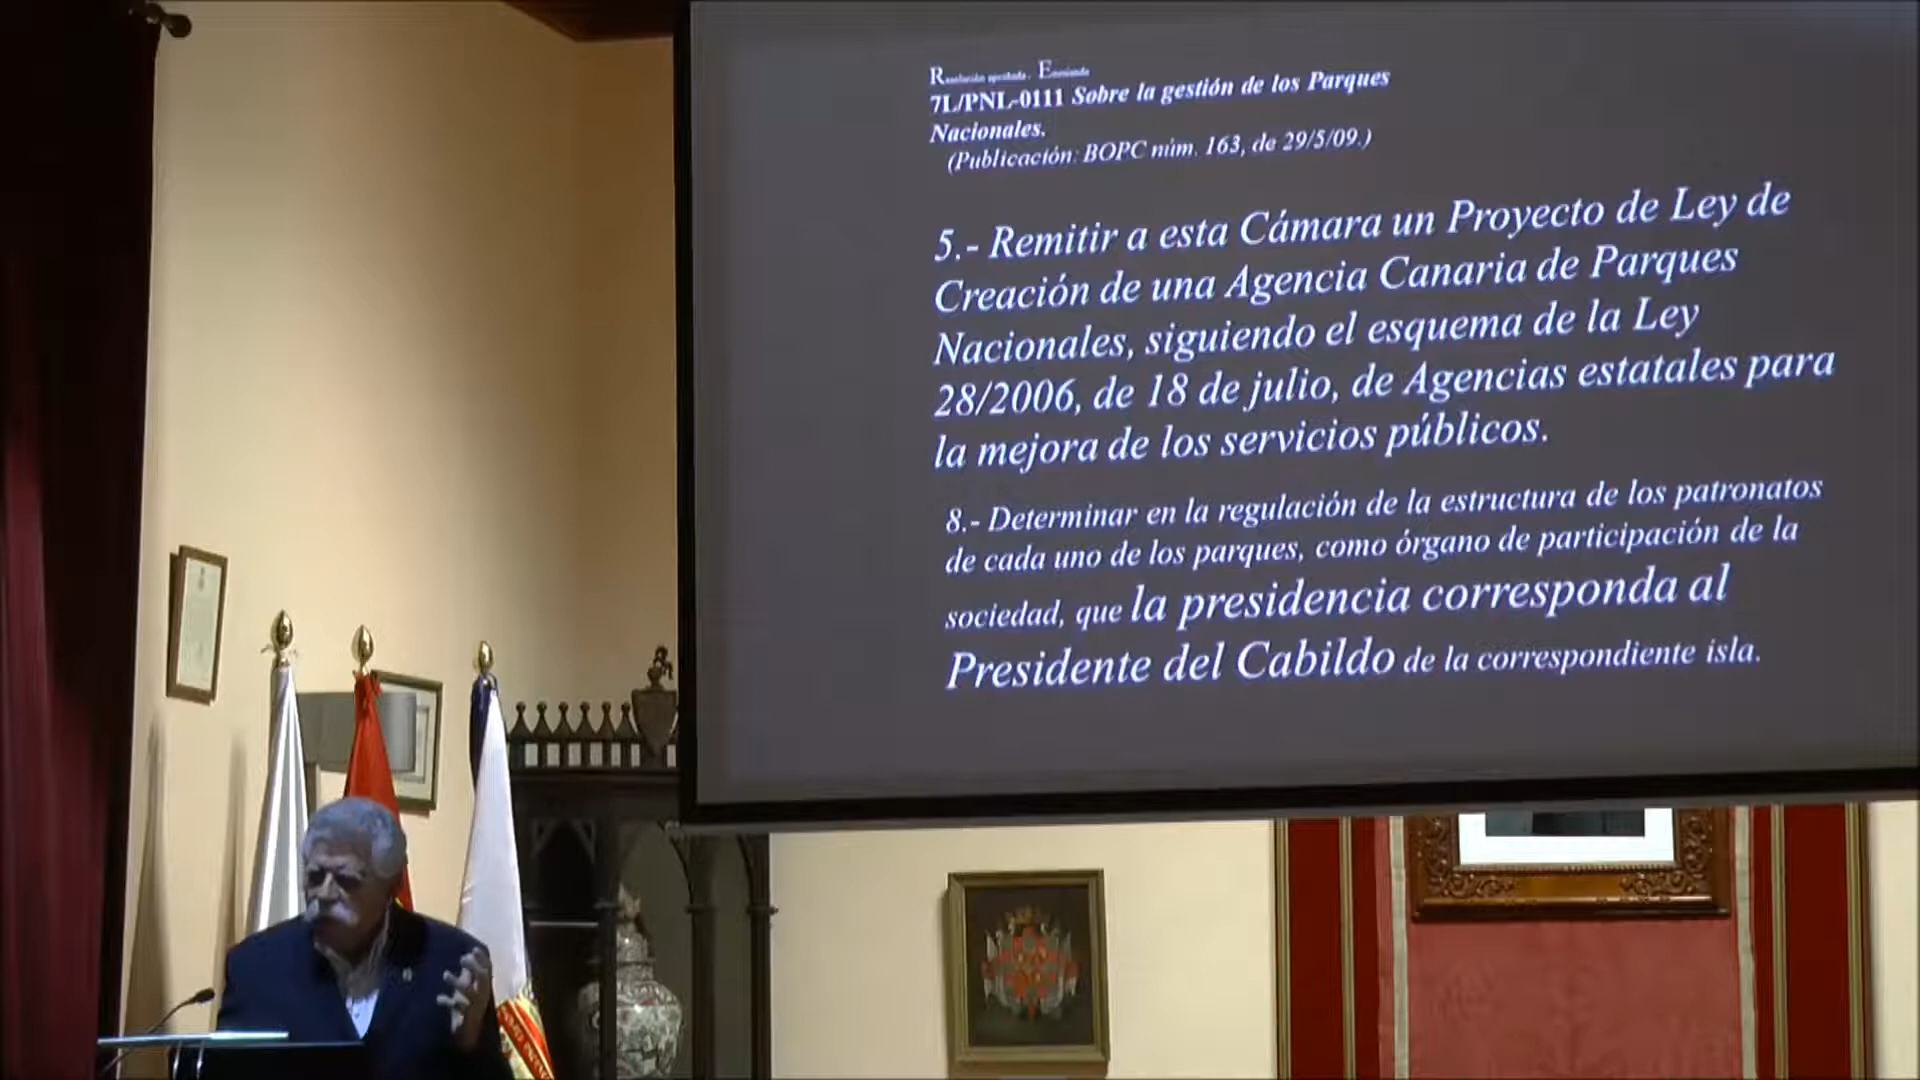 Resolución aprobada. Enmienda
7L/PNL-0111 Sobre la gestión de los Parques
Nacionales.
(Publicación: BOPC núm. 163, de 29/5/09.)
5.- Remitir a esta Cámara un Proyecto de Ley de
Creación de una Agencia Canaria de Parques
Nacionales, siguiendo el esquema de la Ley
28/2006, de 18 de julio, de Agencias estatales para
la mejora de los servicios públicos.
8.- Determinar en la regulación de la estructura de los patronatos
de cada uno de los parques, como órgano de participación de la
sociedad, que la presidencia corresponda al
Presidente del Cabildo de la correspondiente isla.